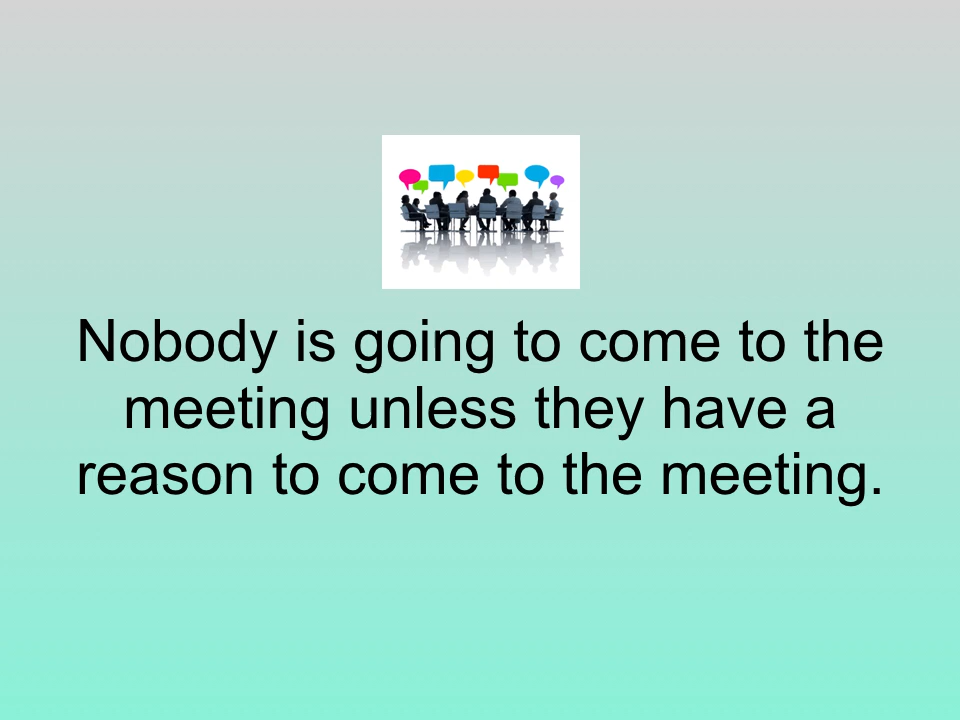 Nobody is going to come to the
meeting unless they have a
reason to come to the meeting.